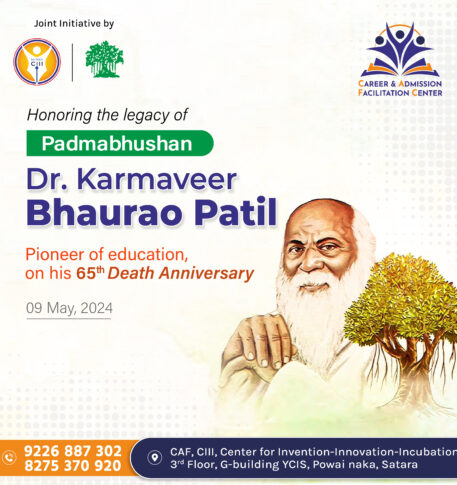 Joint Initiative by
CIII
CAREER & ADMISSION
FACILITATION CENTER
Honoring the legacy of
Padmabhushan
Dr. Karmaveer
Bhaurao Patil
Pioneer of education,
on his 65th Death Anniversary
09 May, 2024
9226 887 302
8275 370 920
CAF, CIII, Center for Invention-Innovation-Incubation
3rd Floor, G-building YCIS, Powai naka, Satara